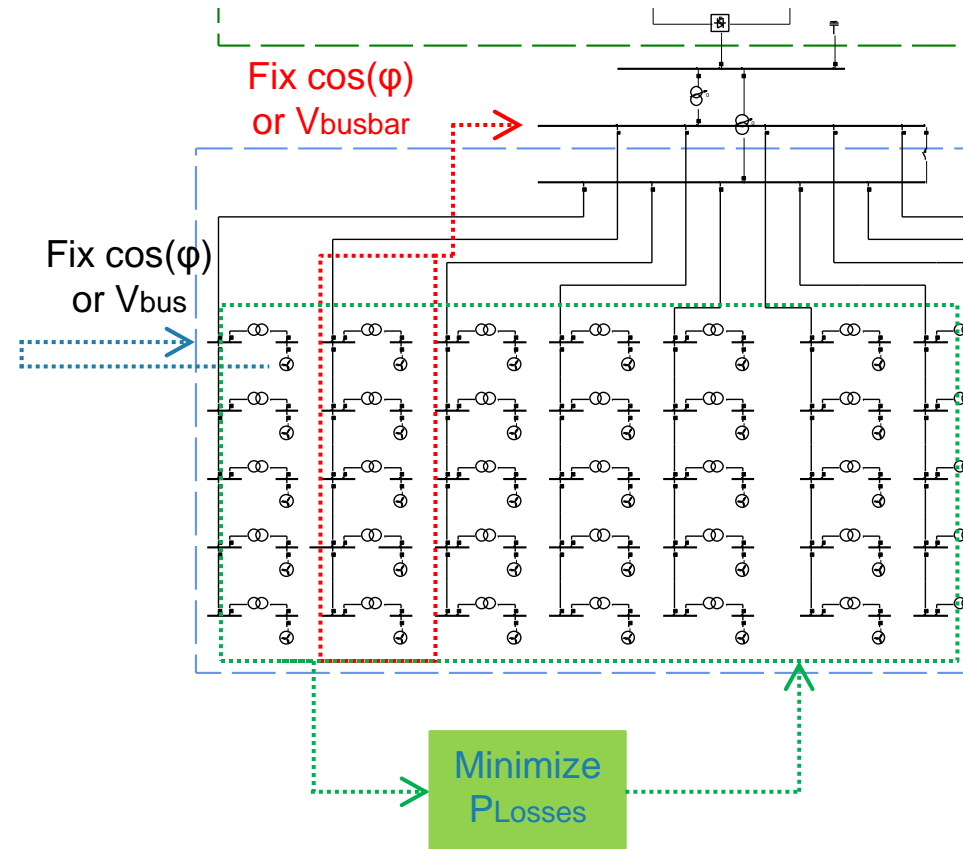 Fix cos(φ)
or Vbusbar
Fix cos(φ)
or Vbus
Minimize
PLosses